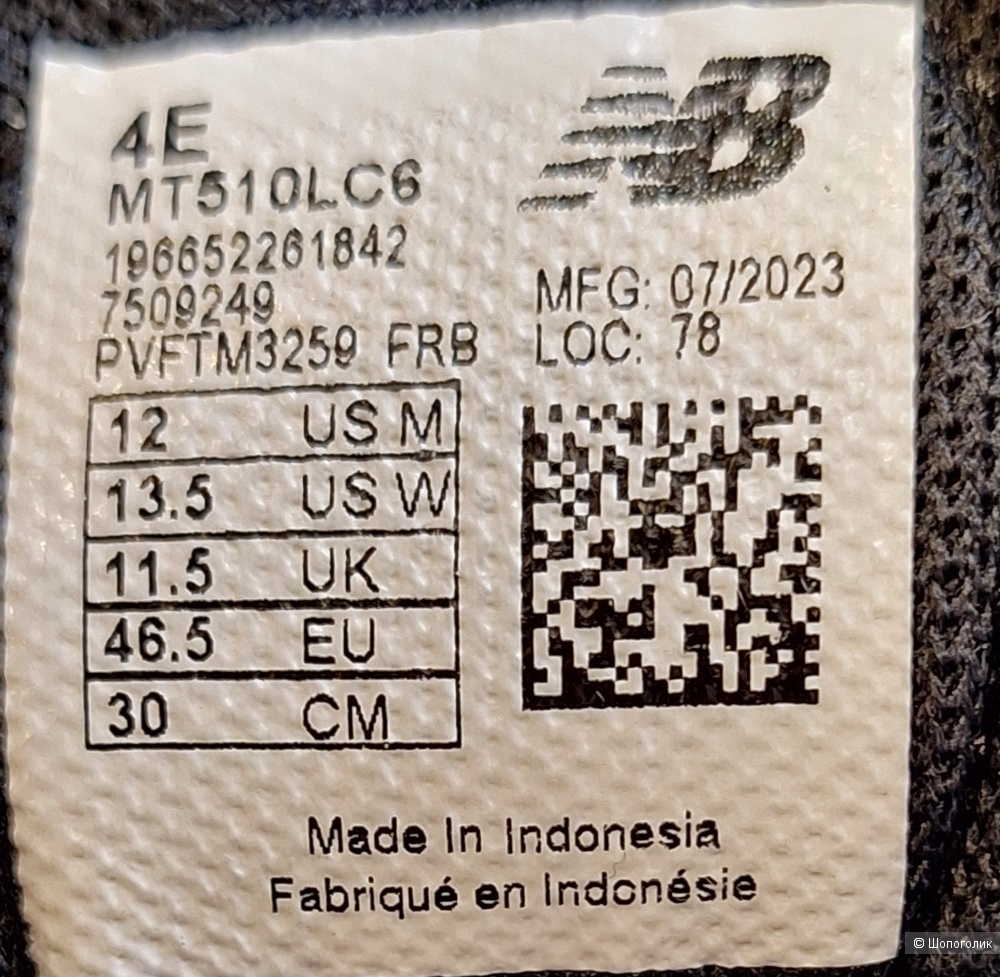 4E
MT510LC6
196652261842
7509249
PVFTM3259 FRB
NB
MFG: 07/2023
LOC: 78
12 US M
13.5 US W
11.5 UK
46.5 EU
30 CM
Made In Indonesia
Fabriqué en Indonésie
© Шопоголик